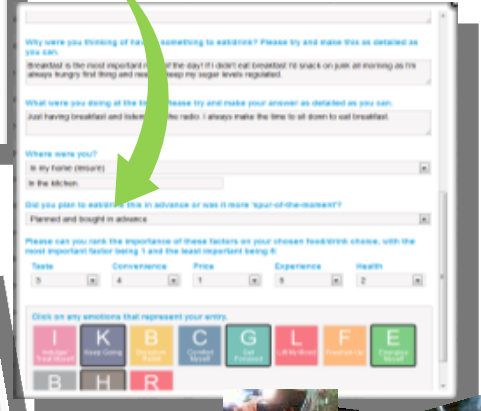 Why were you thinking of having something to eat/drink? Please try and make this as detailed as
you can.
Breakfast is the most important of the day! If I didn't eat breakfast I'd snack on junk all morning as I'm
always hungry first thing and keep my sugar levels regulated.
What were you doing at the Please try and make your answer as detailed as you can.
Just having breakfast and the radio. I always make the time to sit down to eat breakfast.
Where were you?
In my home (leisure)
In the kitchen
Did you plan to eat/drink this in advance or was it more 'spur-of-the-moment'?
Planned and bought in advance
Please can you rank the importance of these factors on your chosen food/drink choice, with the
most important factor being 1 and the least important being 5
Taste Convenience Price Experience Health
4 1 2
Click on any emotions that represent your entry.
I K B C G L F E
Keep Going Comfort Myself Get Focused Lift My Mood Energise Myself
B H R